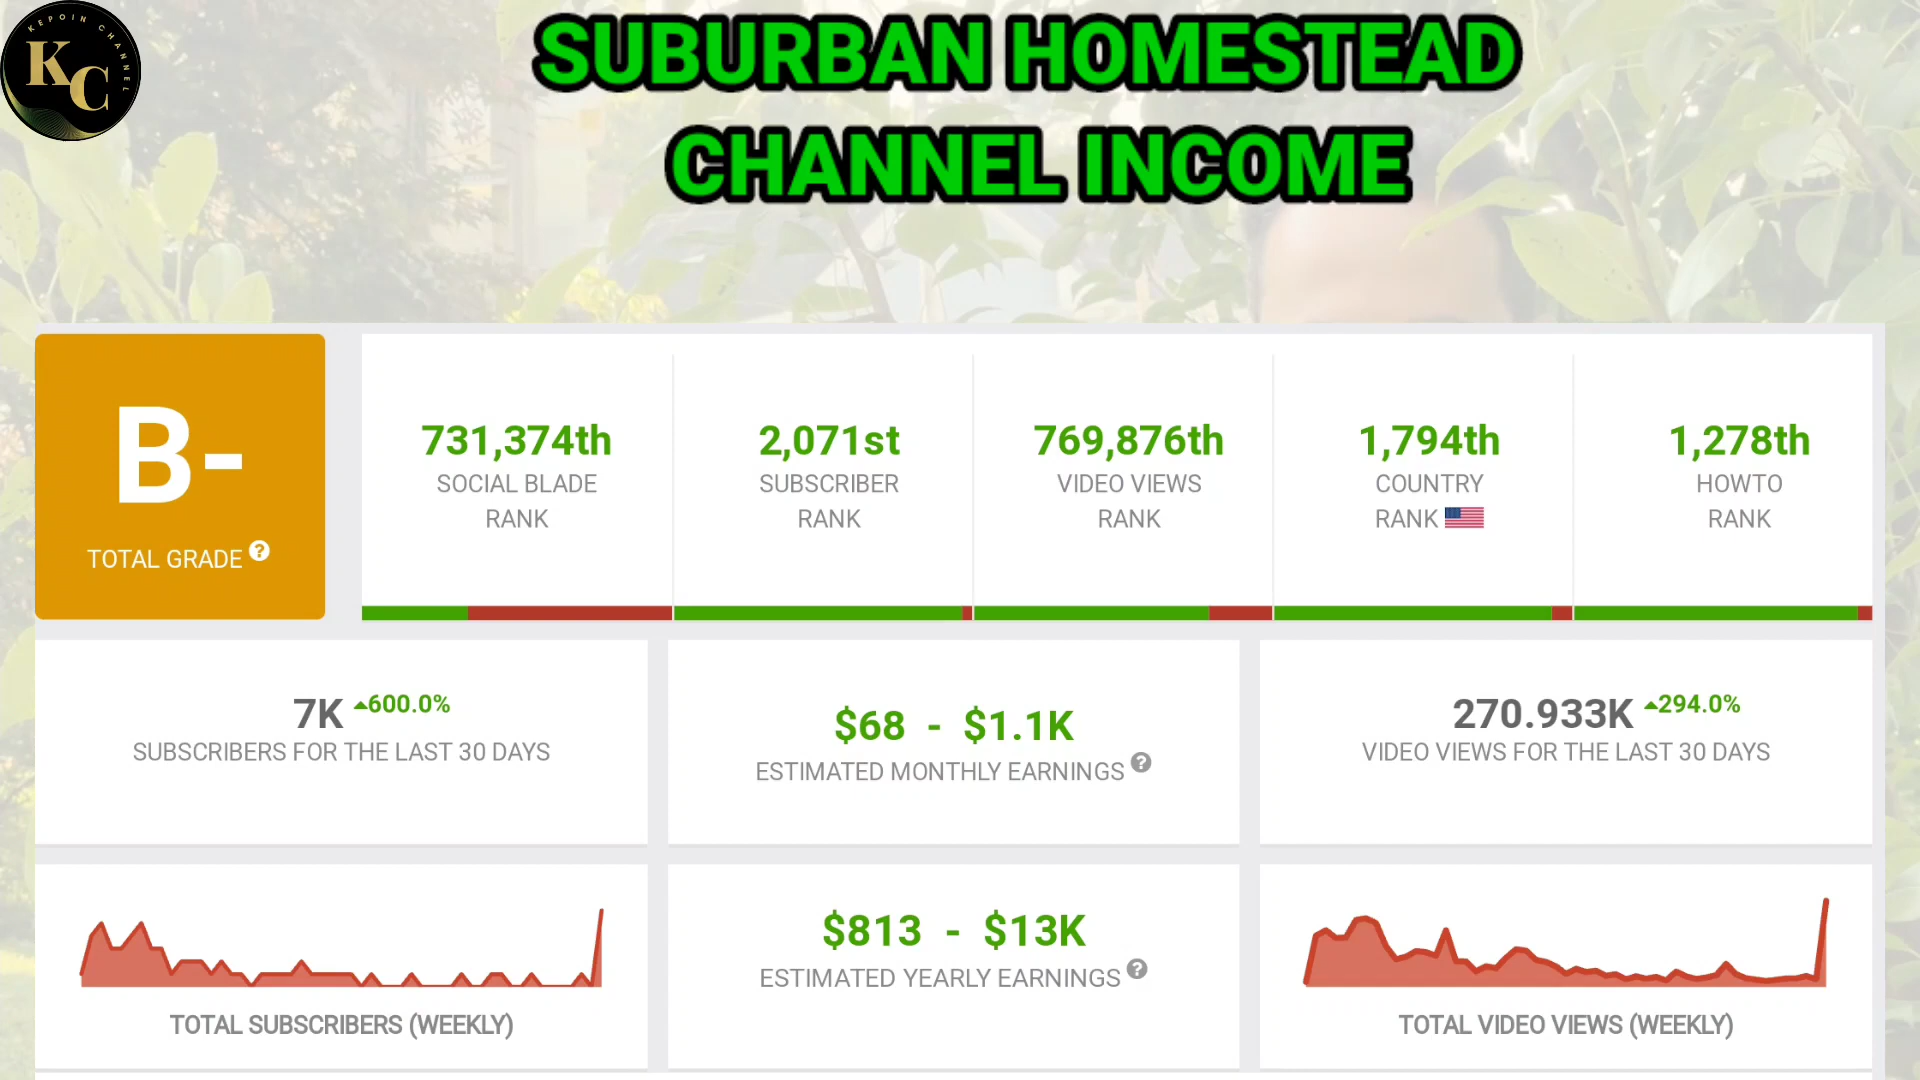 KEPOIN CHANNEL
KC
SUBURBAN HOMESTEAD
CHANNEL INCOME
B-
TOTAL GRADE ?
731,374th
SOCIAL BLADE
RANK
2,071st
SUBSCRIBER
RANK
769,876th
VIDEO VIEWS
RANK
1,794th
COUNTRY
RANK
1,278th
HOWTO
RANK
7K 600.0%
SUBSCRIBERS FOR THE LAST 30 DAYS
$68 - $1.1K
ESTIMATED MONTHLY EARNINGS ?
270.933K 294.0%
VIDEO VIEWS FOR THE LAST 30 DAYS
TOTAL SUBSCRIBERS (WEEKLY)
$813 - $13K
ESTIMATED YEARLY EARNINGS ?
TOTAL VIDEO VIEWS (WEEKLY)